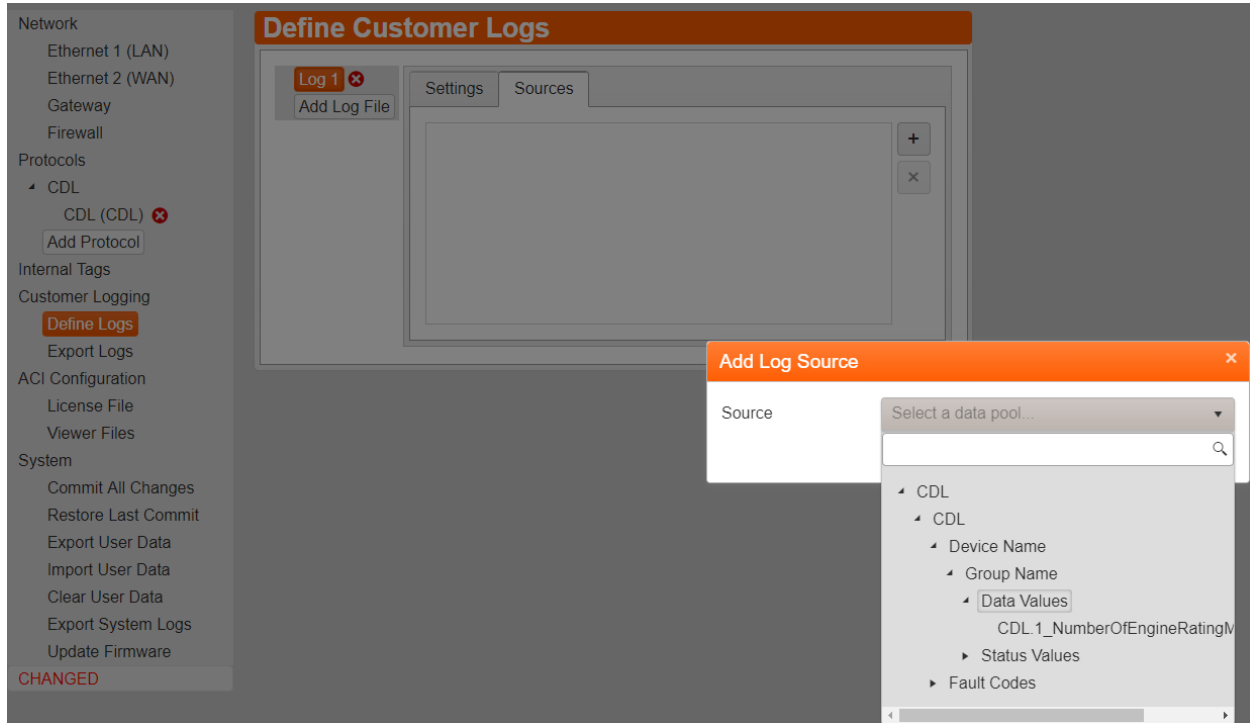 Network
Ethernet 1 (LAN)
Ethernet 2 (WAN)
Gateway
Firewall
Protocols
CDL
CDL (CDL)
Add Protocol
Internal Tags
Customer Logging
Define Logs
Export Logs
ACI Configuration
License File
Viewer Files
System
Commit All Changes
Restore Last Commit
Export User Data
Import User Data
Clear User Data
Export System Logs
Update Firmware
CHANGED
Define Customer Logs
Log 1
Add Log File
Settings
Sources
Add Log Source
Source
Select a data pool...
CDL
CDL
Device Name
Group Name
Data Values
CDL.1_NumberOfEngineRatingM
Status Values
Fault Codes